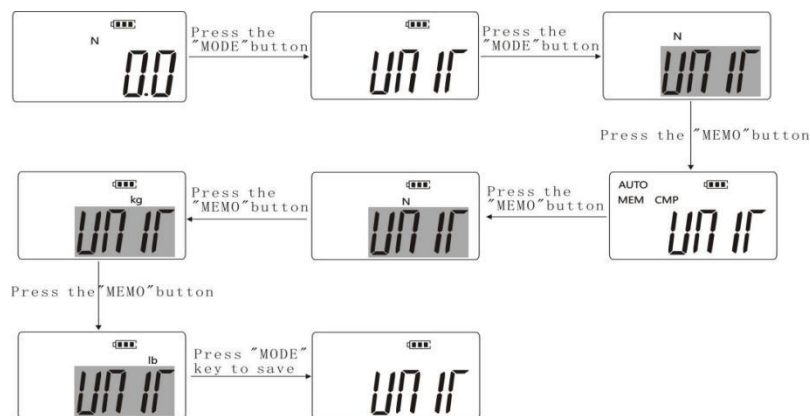 N
0.0
Press the
"MODE"button
UNIT
Press the
"MODE"button
N
UNIT
Press the "MEMO"button
AUTO
MEM CMP
UNIT
Press the
"MEMO"button
N
UNIT
Press the
"MEMO"button
kg
UNIT
Press the"MEMO"button
lb
UNIT
Press "MODE"
key to save
UNIT